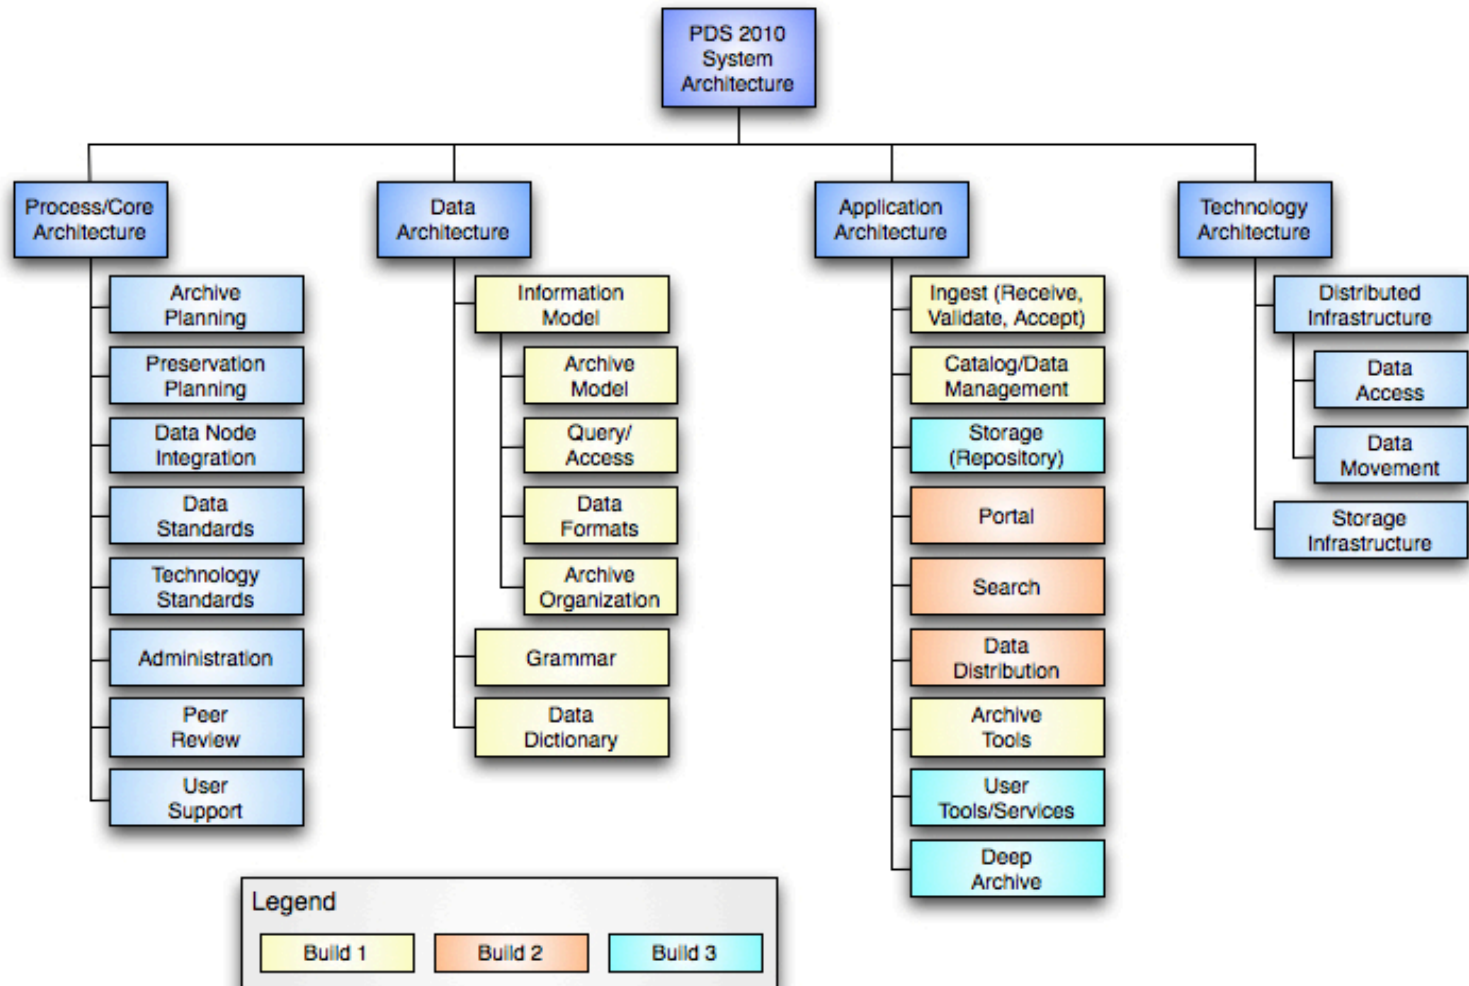 PDS 2010
System
Architecture
Process/Core
Architecture
Data
Architecture
Application
Architecture
Technology
Architecture
Archive
Planning
Preservation
Planning
Data Node
Integration
Data
Standards
Technology
Standards
Administration
Peer
Review
User
Support
Information
Model
Archive
Model
Query/
Access
Data
Formats
Archive
Organization
Grammar
Data
Dictionary
Ingest (Receive,
Validate, Accept)
Catalog/Data
Management
Storage
(Repository)
Portal
Search
Data
Distribution
Archive
Tools
User
Tools/Services
Deep
Archive
Distributed
Infrastructure
Data
Access
Data
Movement
Storage
Infrastructure
Legend
Build 1
Build 2
Build 3